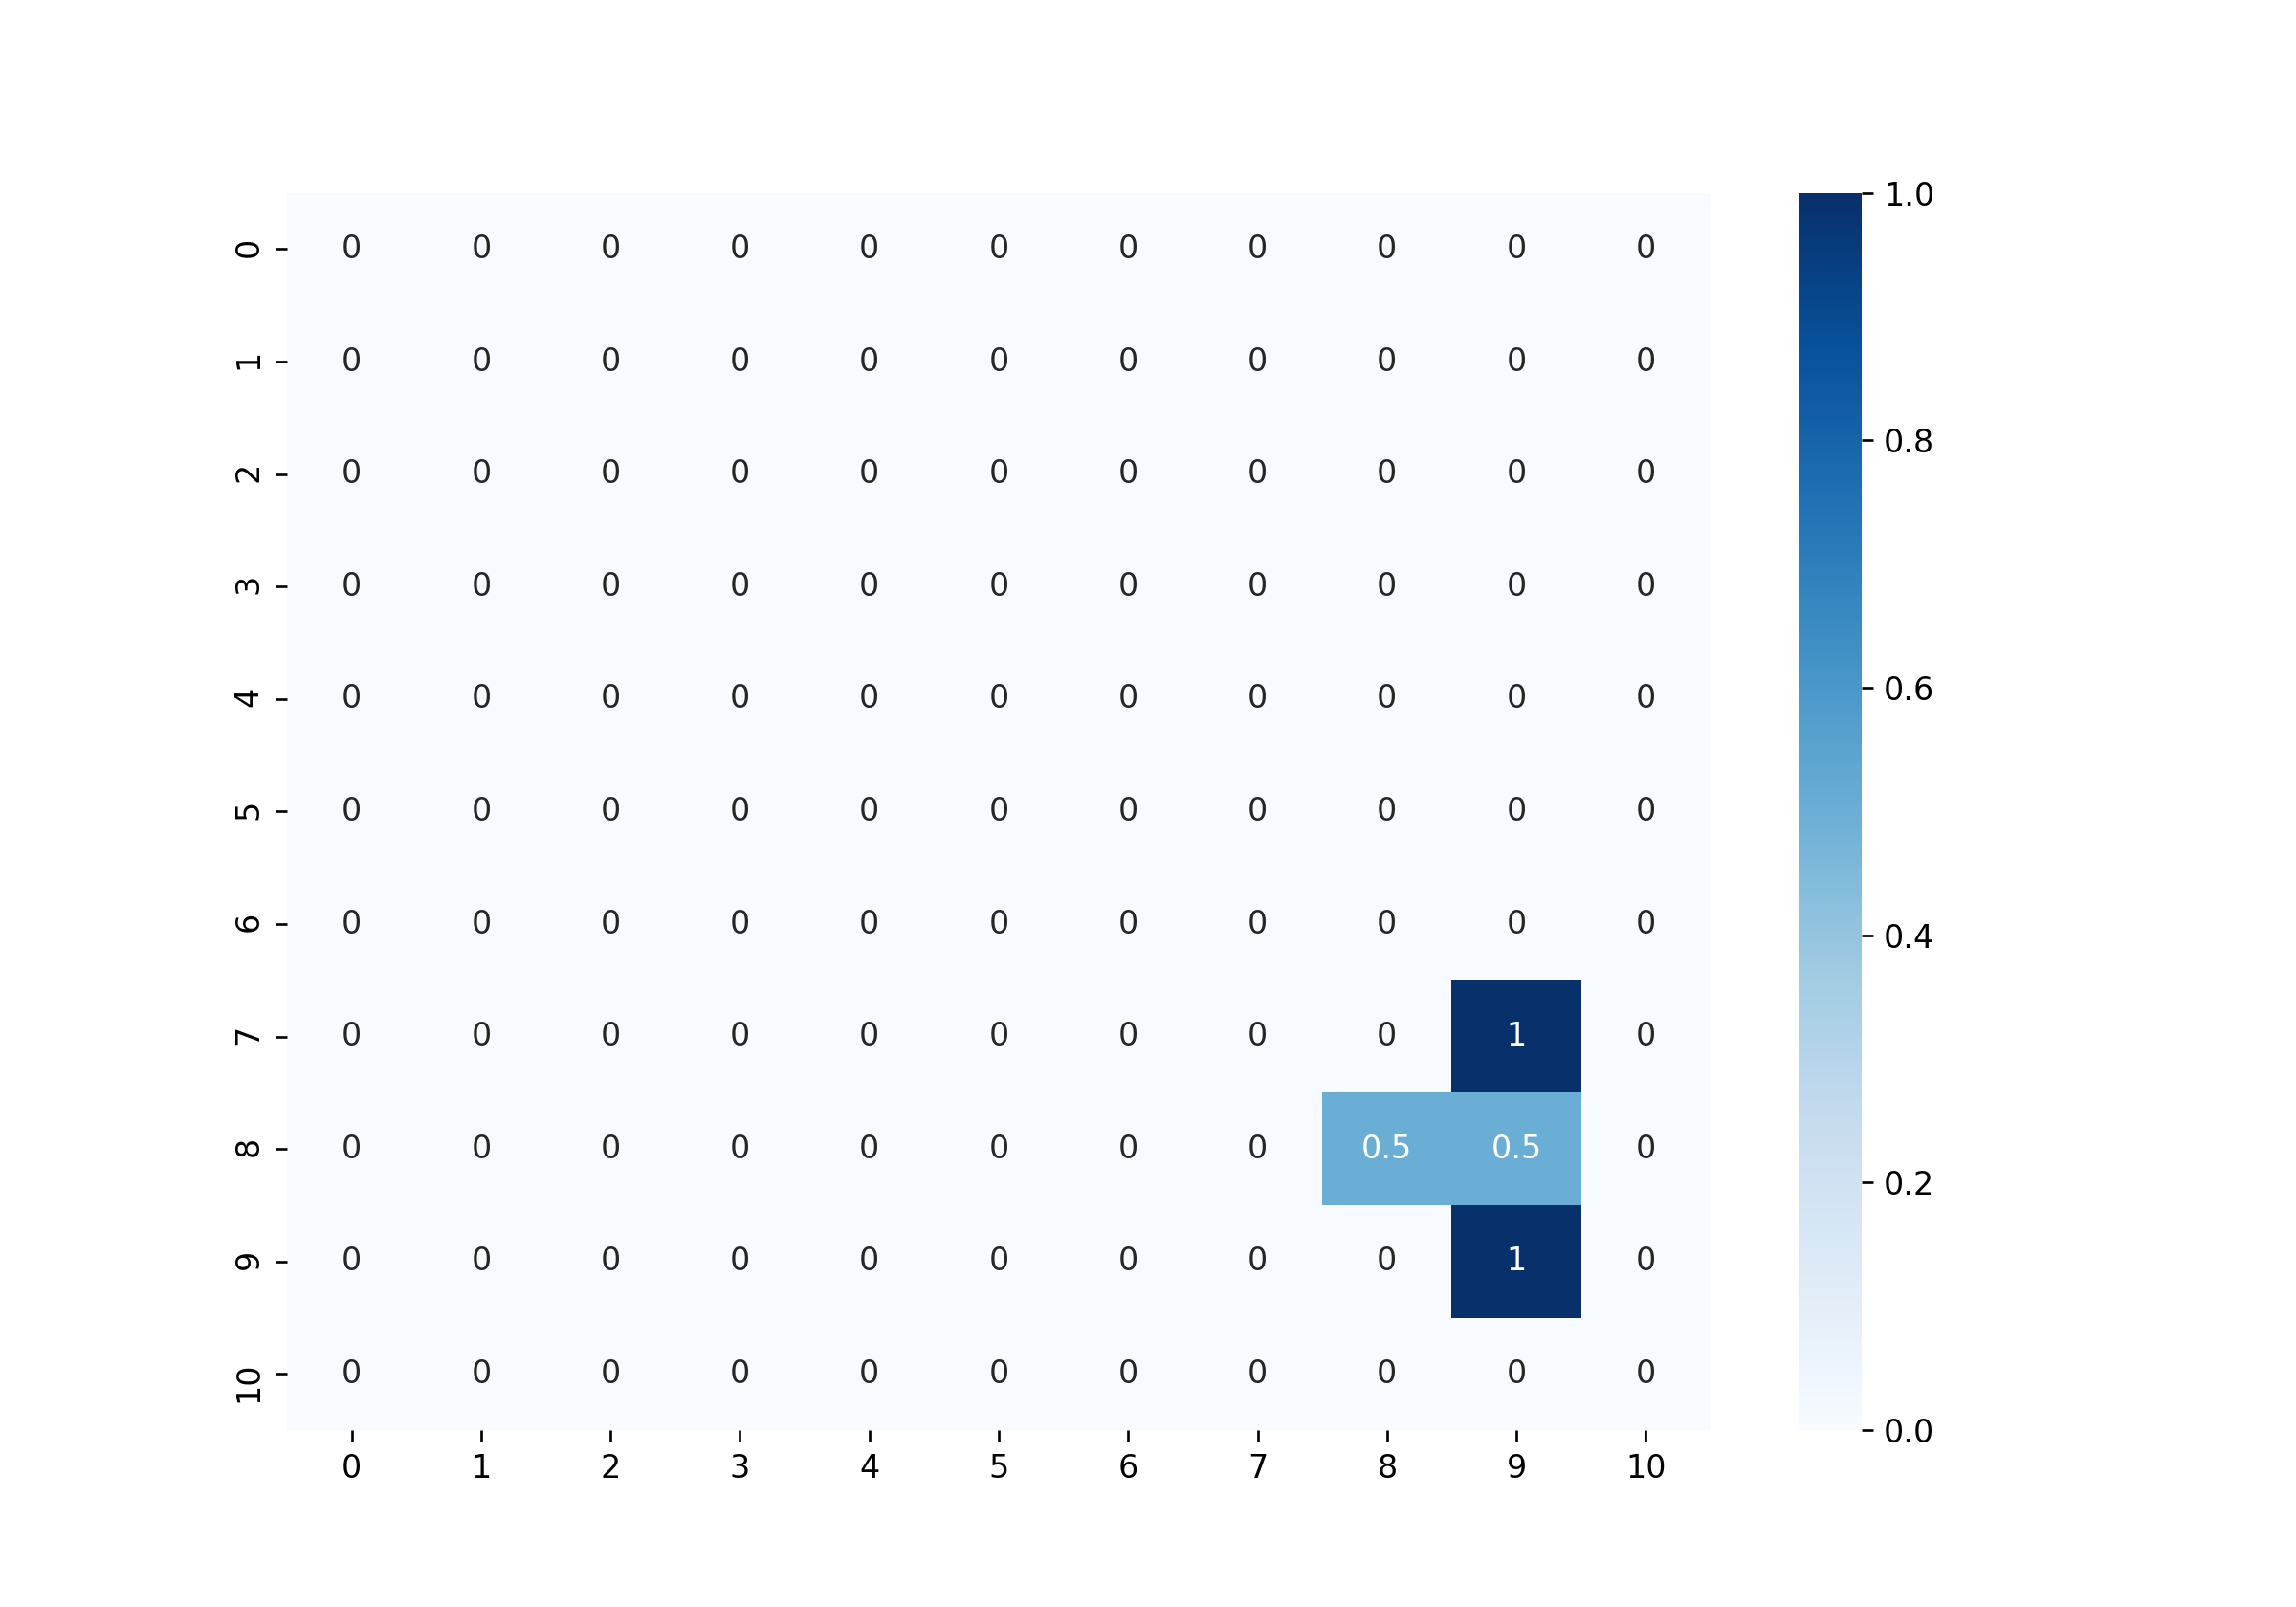 0 0 0 0 0 0 0 0 0 0 0 0
1 0 0 0 0 0 0 0 0 0 0 0
2 0 0 0 0 0 0 0 0 0 0 0
3 0 0 0 0 0 0 0 0 0 0 0
4 0 0 0 0 0 0 0 0 0 0 0
5 0 0 0 0 0 0 0 0 0 0 0
6 0 0 0 0 0 0 0 0 0 0 0
7 0 0 0 0 0 0 0 0 0 1 0
8 0 0 0 0 0 0 0 0 0.5 0.5 0
9 0 0 0 0 0 0 0 0 0 1 0
10 0 0 0 0 0 0 0 0 0 0 0
0 1 2 3 4 5 6 7 8 9 10
1.0
0.8
0.6
0.4
0.2
0.0